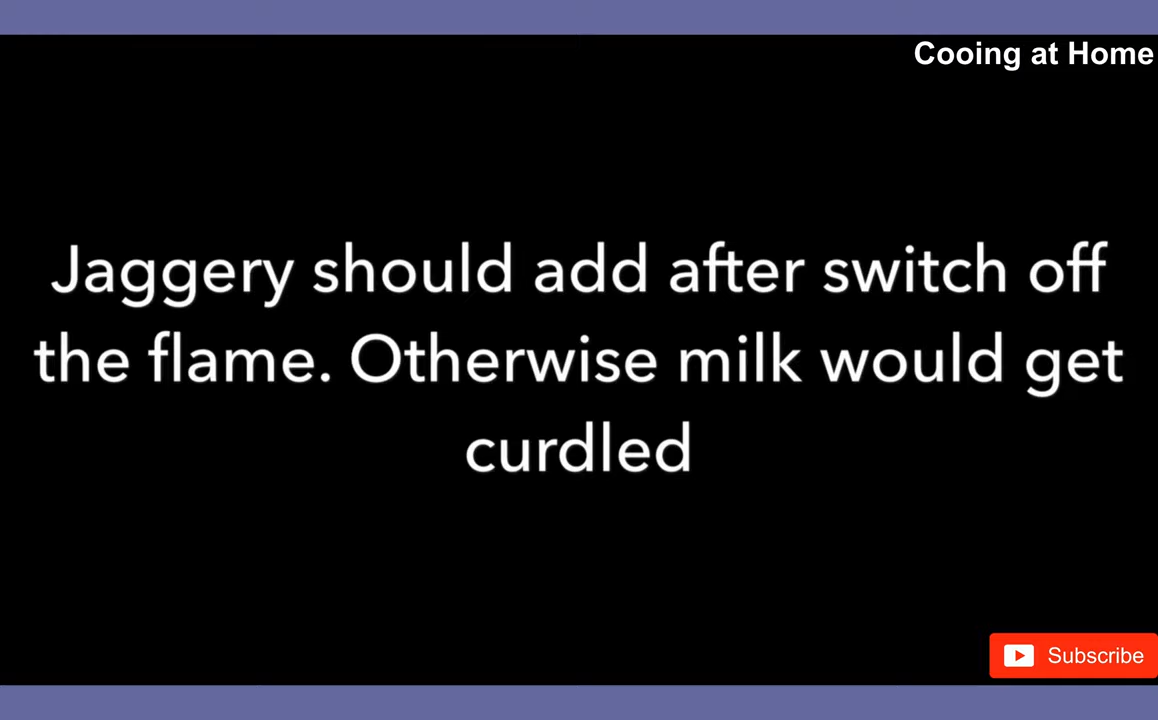 Cooing at Home
Jaggery should add after switch off
the flame. Otherwise milk would get
curdled
Subscribe